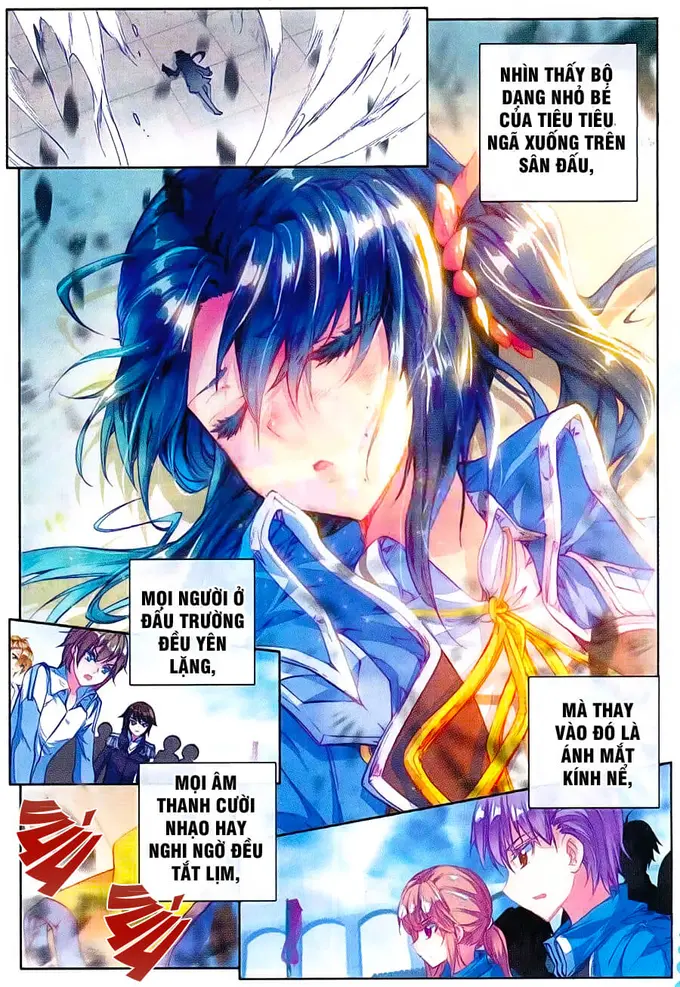 NHÌN THẤY BỘ
DẠNG NHỎ BÉ
CỦA TIÊU TIÊU
NGÃ XUỐNG TRÊN
SÂN ĐẤU,
MỌI NGƯỜI Ở
ĐẤU TRƯỜNG
ĐỀU YÊN
LẶNG,
MỌI ÂM
THANH CƯỜI
NHẠO HAY
NGHI NGỜ ĐỀU
TẮT LỊM,
MÀ THAY
VÀO ĐÓ LÀ
ÁNH MẮT
KÍNH NỂ,